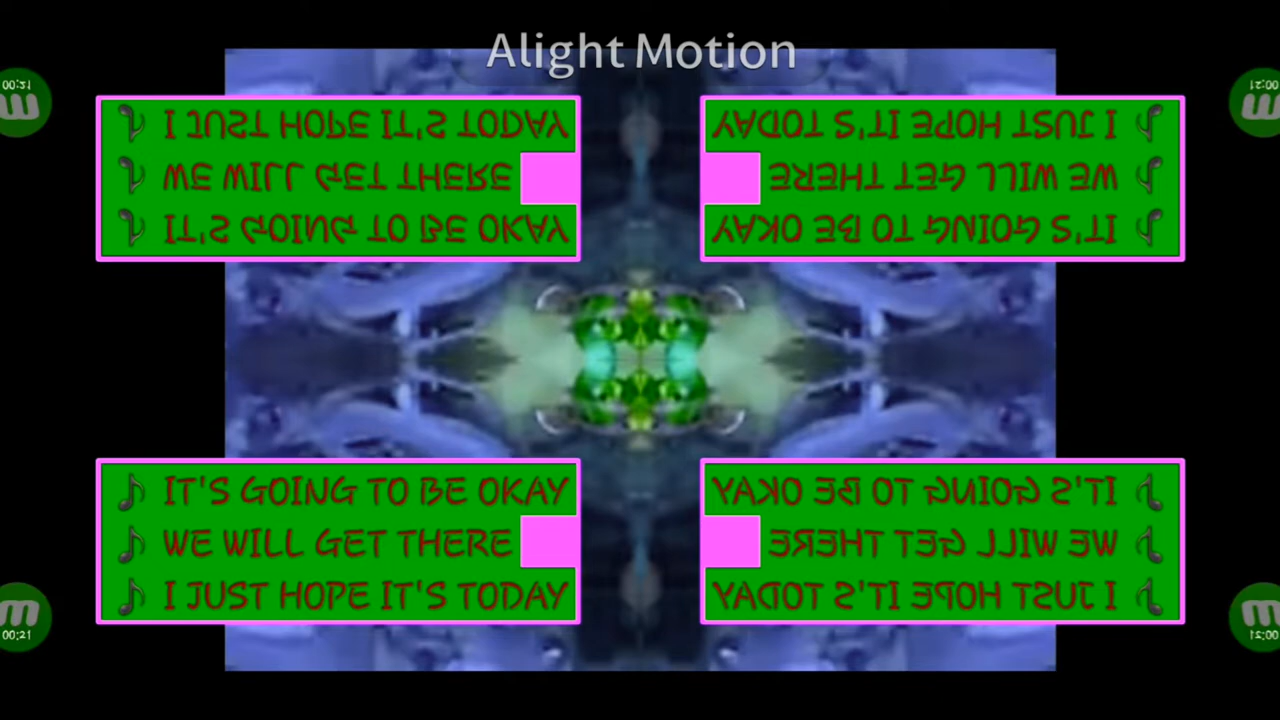 Alight Motion
00:21
00:21
♪ I JUST HOPE IT'S TODAY
♪ WE WILL GET THERE
♪ IT'S GOING TO BE OKAY
I JUST HOPE IT'S TODAY ♪
WE WILL GET THERE ♪
IT'S GOING TO BE OKAY ♪
♪ IT'S GOING TO BE OKAY
♪ WE WILL GET THERE
♪ I JUST HOPE IT'S TODAY
IT'S GOING TO BE OKAY ♪
WE WILL GET THERE ♪
I JUST HOPE IT'S TODAY ♪
00:21
00:21